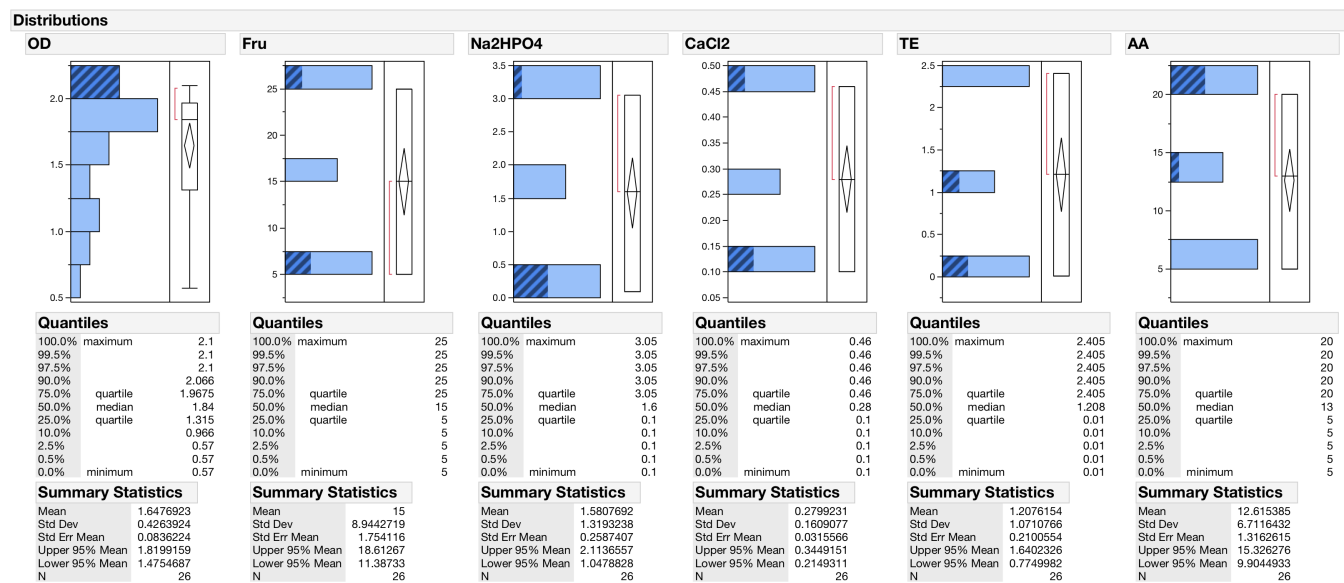 Distributions
OD Fru Na2HPO4 CaCl2 TE AA
2.0 1.5 1.0 0.5
25 20 15 10 5
3.5 3.0 2.5 2.0 1.5 1.0 0.5 0.0
0.50 0.45 0.40 0.35 0.30 0.25 0.20 0.15 0.10 0.05
2.5 2 1.5 1 0.5 0
20 15 10 5
Quantiles Quantiles Quantiles Quantiles Quantiles Quantiles
100.0% maximum 2.1 100.0% maximum 25 100.0% maximum 3.05 100.0% maximum 0.46 100.0% maximum 2.405 100.0% maximum 20
99.5% 2.1 99.5% 25 99.5% 3.05 99.5% 0.46 99.5% 2.405 99.5% 20
97.5% 2.1 97.5% 25 97.5% 3.05 97.5% 0.46 97.5% 2.405 97.5% 20
90.0% 2.066 90.0% 25 90.0% 3.05 90.0% 0.46 90.0% 2.405 90.0% 20
75.0% quartile 1.9675 75.0% quartile 25 75.0% quartile 3.05 75.0% quartile 0.46 75.0% quartile 2.405 75.0% quartile 20
50.0% median 1.84 50.0% median 15 50.0% median 1.6 50.0% median 0.28 50.0% median 1.208 50.0% median 13
25.0% quartile 1.315 25.0% quartile 5 25.0% quartile 0.1 25.0% quartile 0.1 25.0% quartile 0.01 25.0% quartile 5
10.0% 0.966 10.0% 5 10.0% 0.1 10.0% 0.1 10.0% 0.01 10.0% 5
2.5% 0.57 2.5% 5 2.5% 0.1 2.5% 0.1 2.5% 0.01 2.5% 5
0.5% 0.57 0.5% 5 0.5% 0.1 0.5% 0.1 0.5% 0.01 0.5% 5
0.0% minimum 0.57 0.0% minimum 5 0.0% minimum 0.1 0.0% minimum 0.1 0.0% minimum 0.01 0.0% minimum 5
Summary Statistics Summary Statistics Summary Statistics Summary Statistics Summary Statistics Summary Statistics
Mean 1.6476923 Mean 15 Mean 1.5807692 Mean 0.2799231 Mean 1.2076154 Mean 12.615385
Std Dev 0.4263924 Std Dev 8.9442719 Std Dev 1.3193238 Std Dev 0.1609077 Std Dev 1.0710766 Std Dev 6.7116432
Std Err Mean 0.0836224 Std Err Mean 1.754116 Std Err Mean 0.2587407 Std Err Mean 0.0315566 Std Err Mean 0.2100554 Std Err Mean 1.3162615
Upper 95% Mean 1.8199159 Upper 95% Mean 18.61267 Upper 95% Mean 2.1136557 Upper 95% Mean 0.3449151 Upper 95% Mean 1.6402326 Upper 95% Mean 15.326276
Lower 95% Mean 1.4754687 Lower 95% Mean 11.38733 Lower 95% Mean 1.0478828 Lower 95% Mean 0.2149311 Lower 95% Mean 0.7749982 Lower 95% Mean 9.9044933
N 26 N 26 N 26 N 26 N 26 N 26